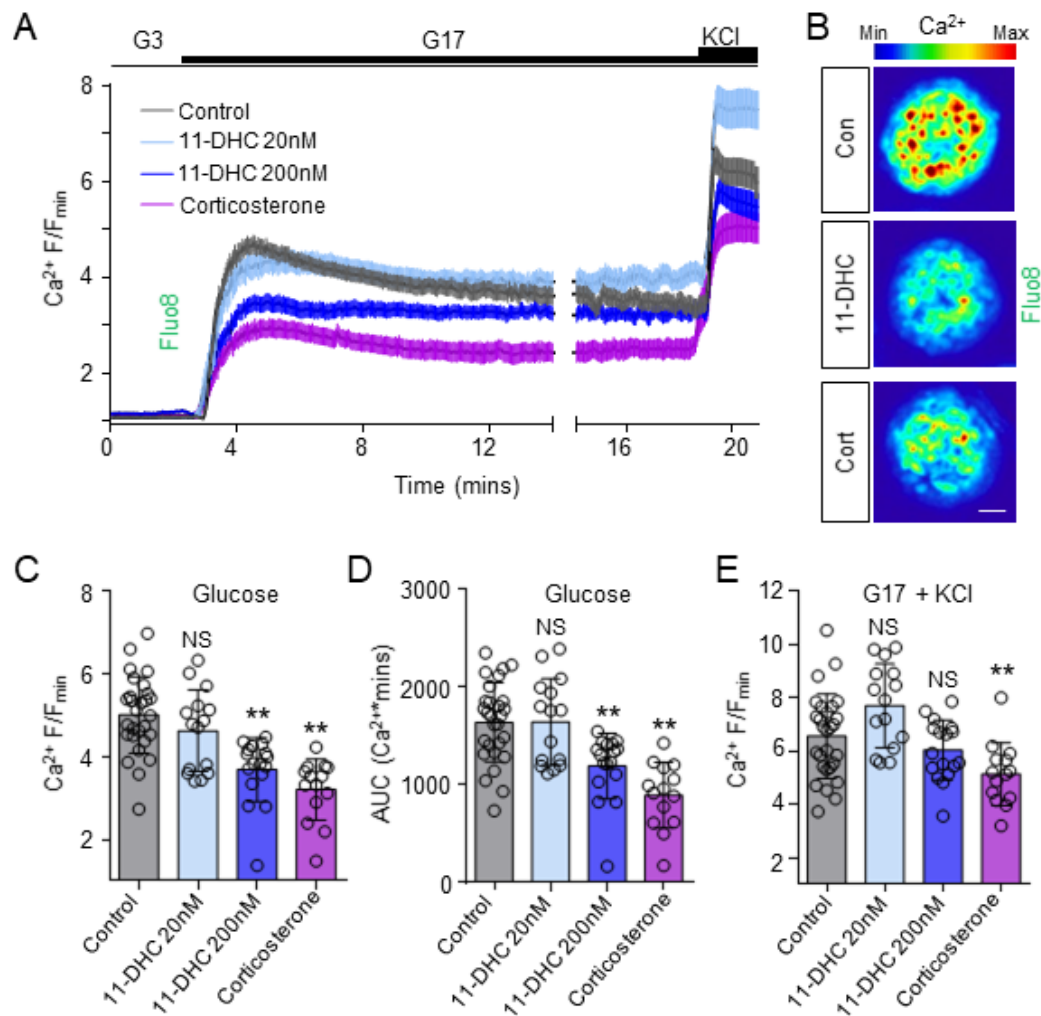 A
G3
G17
KCl
8
6
4
2
Ca²⁺ F/Fmin
Fluo8
Control
11-DHC 20nM
11-DHC 200nM
Corticosterone
0
4
8
12
16
20
Time (mins)
B
Min
Ca²⁺
Max
Con
11-DHC
Cort
Fluo8
C
Glucose
8
6
4
2
Ca²⁺ F/Fmin
NS
**
**
Control
11-DHC 20nM
11-DHC 200nM
Corticosterone
D
Glucose
3000
2000
1000
0
AUC (Ca²⁺*mins)
NS
**
**
Control
11-DHC 20nM
11-DHC 200nM
Corticosterone
E
G17 + KCl
12
10
8
6
4
2
Ca²⁺ F/Fmin
NS
NS
**
Control
11-DHC 20nM
11-DHC 200nM
Corticosterone